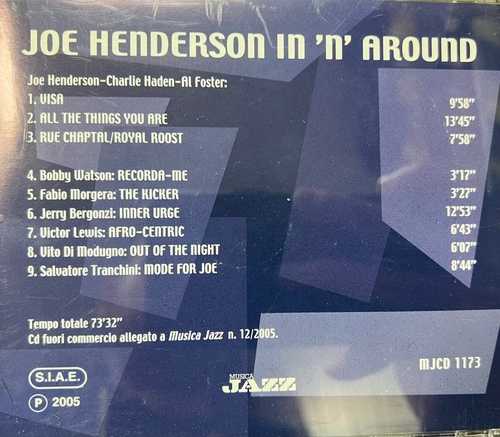 JOE HENDERSON IN 'N' AROUND
Joe Henderson-Charlie Haden-Al Foster:
1. VISA 9'58"
2. ALL THE THINGS YOU ARE 13'45"
3. RUE CHAPTAL/ROYAL ROOST 7'58"
4. Bobby Watson: RECORDA-ME 3'17"
5. Fabio Morgera: THE KICKER 3'27"
6. Jerry Bergonzi: INNER URGE 12'53"
7. Victor Lewis: AFRO-CENTRIC 6'43"
8. Vito Di Modugno: OUT OF THE NIGHT 6'07"
9. Salvatore Tranchini: MODE FOR JOE 8'44"
Tempo totale 73'32"
Cd fuori commercio allegato a Musica Jazz n. 12/2005.
MJCD 1173
S.I.A.E.
MUSICA
JAZZ
P 2005